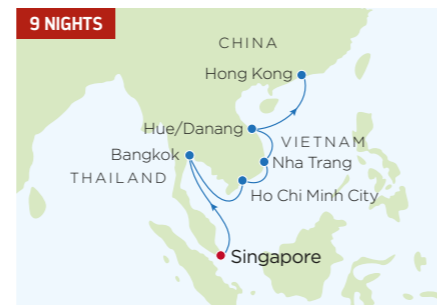 9 NIGHTS
CHINA
Hong Kong
Hue/Danang
VIETNAM
Bangkok
Nha Trang
THAILAND
Ho Chi Minh City
Singapore